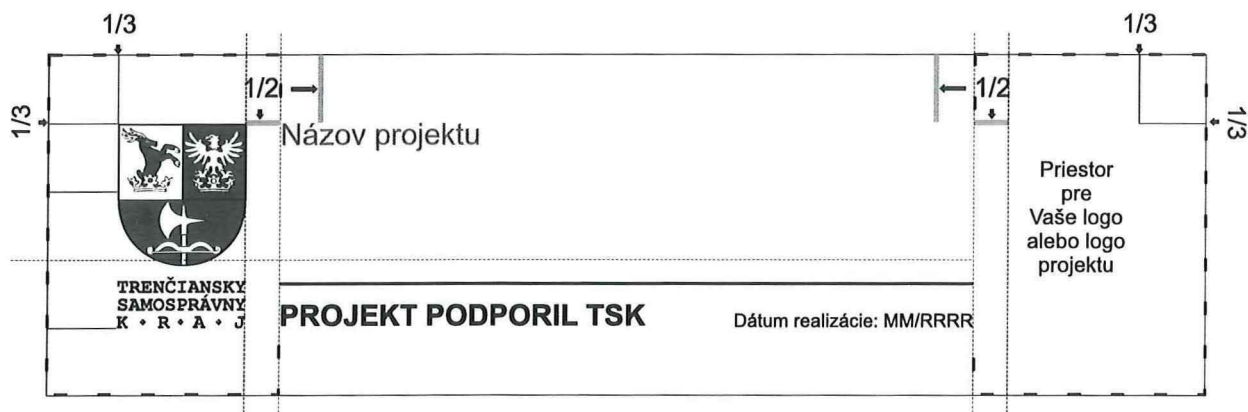 1/3
1/3
1/2
1/2
1/3
1/3
Názov projektu
Priestor
pre
Vaše logo
alebo logo
projektu
TRENČIANSKY
SAMOSPRÁVNY
K • R • A • J
PROJEKT PODPORIL TSK
Dátum realizácie: MM/RRRR